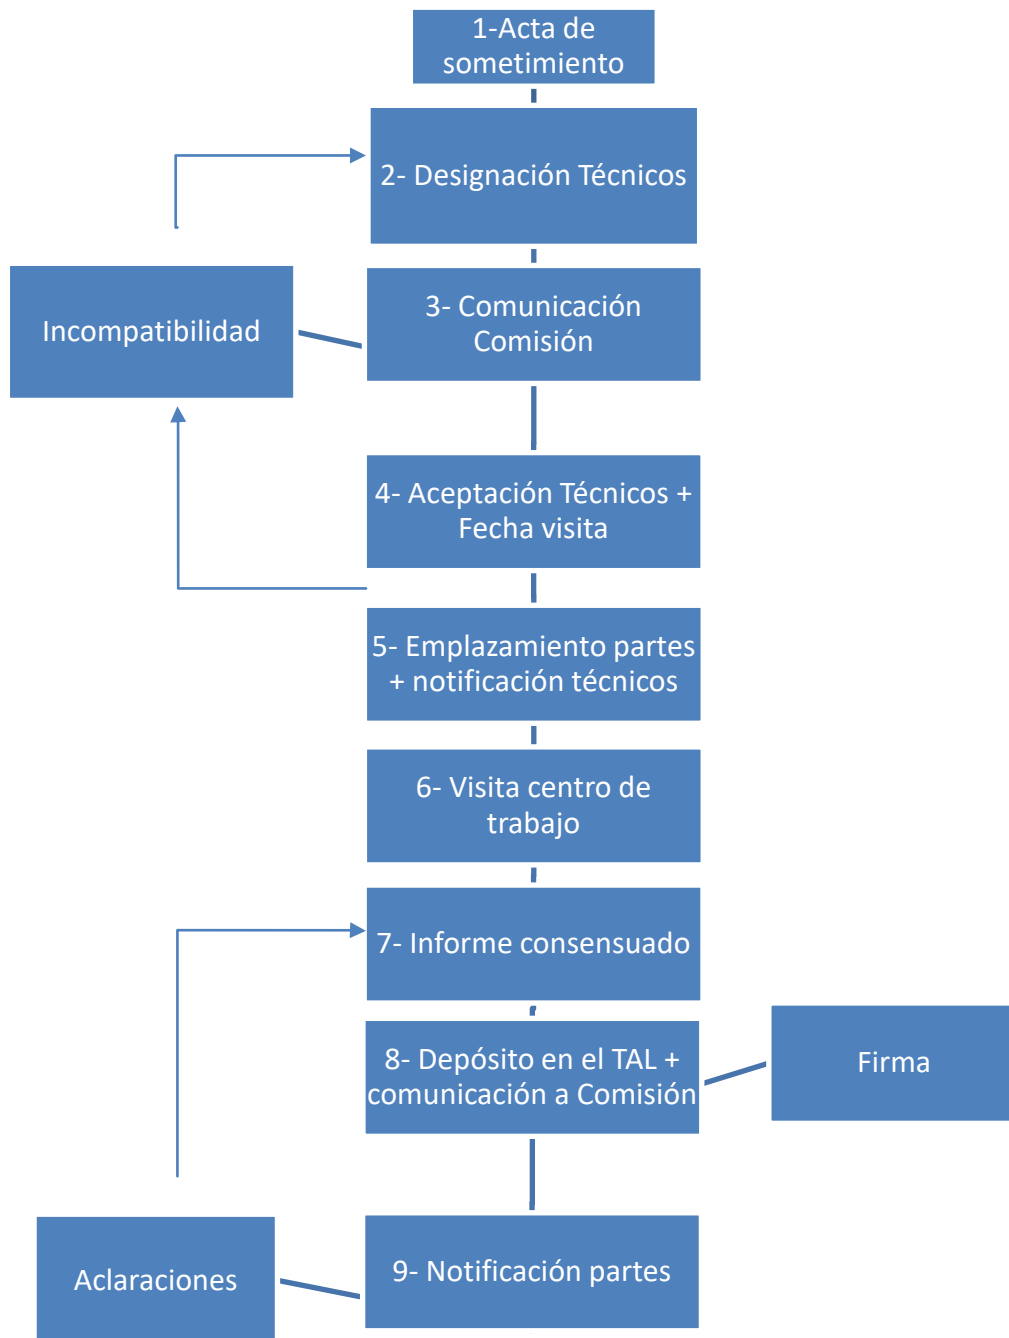 1-Acta de
sometimiento
2- Designación Técnicos
Incompatibilidad
3- Comunicación
Comisión
4- Aceptación Técnicos +
Fecha visita
5- Emplazamiento partes
+ notificación técnicos
6- Visita centro de
trabajo
7- Informe consensuado
8- Depósito en el TAL +
comunicación a Comisión
Firma
9- Notificación partes
Aclaraciones